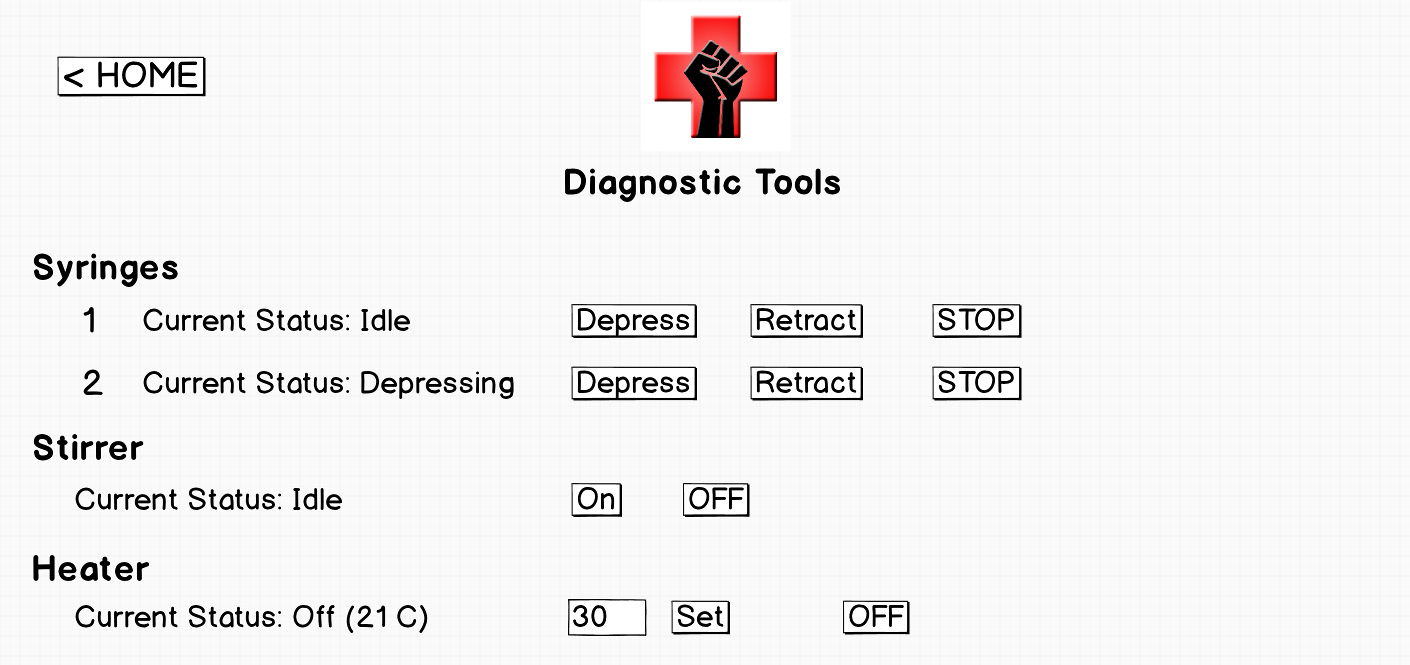 < HOME
Diagnostic Tools
Syringes
1 Current Status: Idle Depress Retract STOP
2 Current Status: Depressing Depress Retract STOP
Stirrer
Current Status: Idle On OFF
Heater
Current Status: Off (21 C) 30 Set OFF